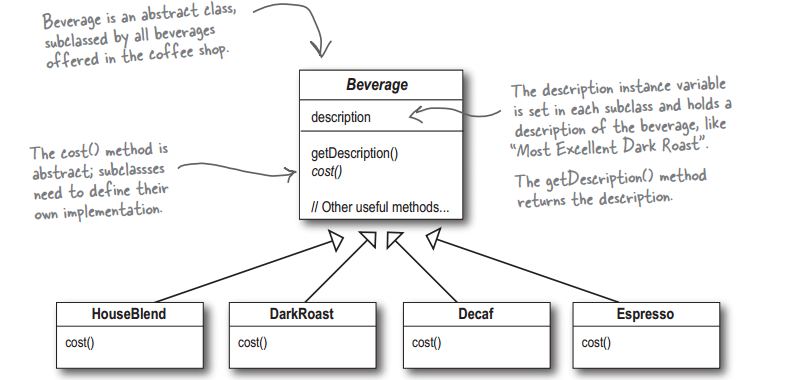 Beverage is an abstract class,
subclassed by all beverages
offered in the coffee shop.
Beverage
description
getDescription()
cost()
// Other useful methods...
The cost() method is
abstract; subclassses
need to define their
own implementation.
The description instance variable
is set in each subclass and holds a
description of the beverage, like
“Most Excellent Dark Roast”.
The getDescription() method
returns the description.
HouseBlend
cost()
DarkRoast
cost()
Decaf
cost()
Espresso
cost()